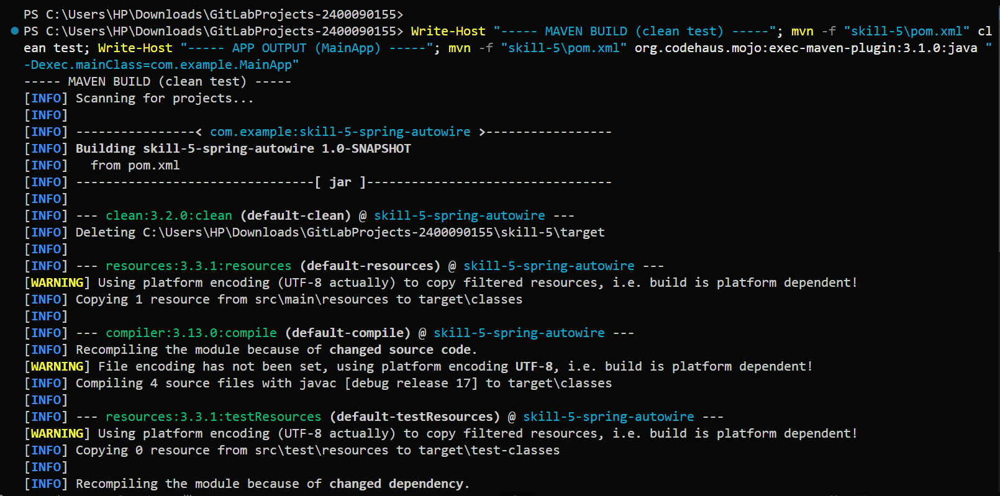 PS C:\Users\HP\Downloads\GitLabProjects-2400090155>
PS C:\Users\HP\Downloads\GitLabProjects-2400090155> Write-Host "----- MAVEN BUILD (clean test) -----"; mvn -f "skill-5\pom.xml" cl
ean test; Write-Host "----- APP OUTPUT (MainApp) -----"; mvn -f "skill-5\pom.xml" org.codehaus.mojo:exec-maven-plugin:3.1.0:java "
-Dexec.mainClass=com.example.MainApp"
----- MAVEN BUILD (clean test) -----
[INFO] Scanning for projects...
[INFO]
[INFO] ----------------< com.example:skill-5-spring-autowire >-----------------
[INFO] Building skill-5-spring-autowire 1.0-SNAPSHOT
[INFO]   from pom.xml
[INFO] --------------------------------[ jar ]---------------------------------
[INFO]
[INFO] --- clean:3.2.0:clean (default-clean) @ skill-5-spring-autowire ---
[INFO] Deleting C:\Users\HP\Downloads\GitLabProjects-2400090155\skill-5\target
[INFO]
[INFO] --- resources:3.3.1:resources (default-resources) @ skill-5-spring-autowire ---
[WARNING] Using platform encoding (UTF-8 actually) to copy filtered resources, i.e. build is platform dependent!
[INFO] Copying 1 resource from src\main\resources to target\classes
[INFO]
[INFO] --- compiler:3.13.0:compile (default-compile) @ skill-5-spring-autowire ---
[INFO] Recompiling the module because of changed source code.
[WARNING] File encoding has not been set, using platform encoding UTF-8, i.e. build is platform dependent!
[INFO] Compiling 4 source files with javac [debug release 17] to target\classes
[INFO]
[INFO] --- resources:3.3.1:testResources (default-testResources) @ skill-5-spring-autowire ---
[WARNING] Using platform encoding (UTF-8 actually) to copy filtered resources, i.e. build is platform dependent!
[INFO] Copying 0 resource from src\test\resources to target\test-classes
[INFO]
[INFO] Recompiling the module because of changed dependency.